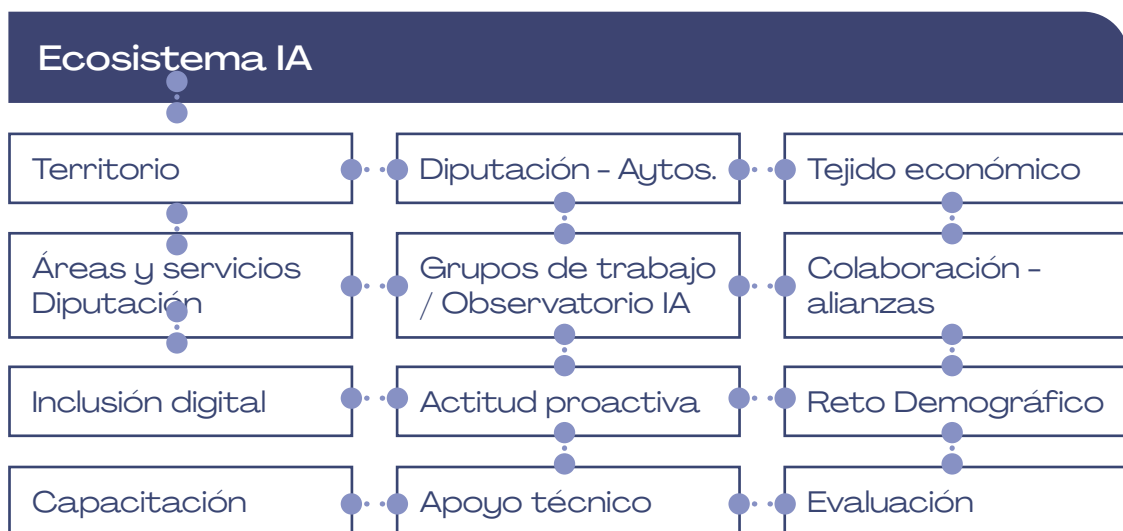 Ecosistema IA
Territorio
Diputación - Aytos.
Tejido económico
Áreas y servicios
Diputación
Grupos de trabajo
/ Observatorio IA
Colaboración -
alianzas
Inclusión digital
Actitud proactiva
Reto Demográfico
Capacitación
Apoyo técnico
Evaluación